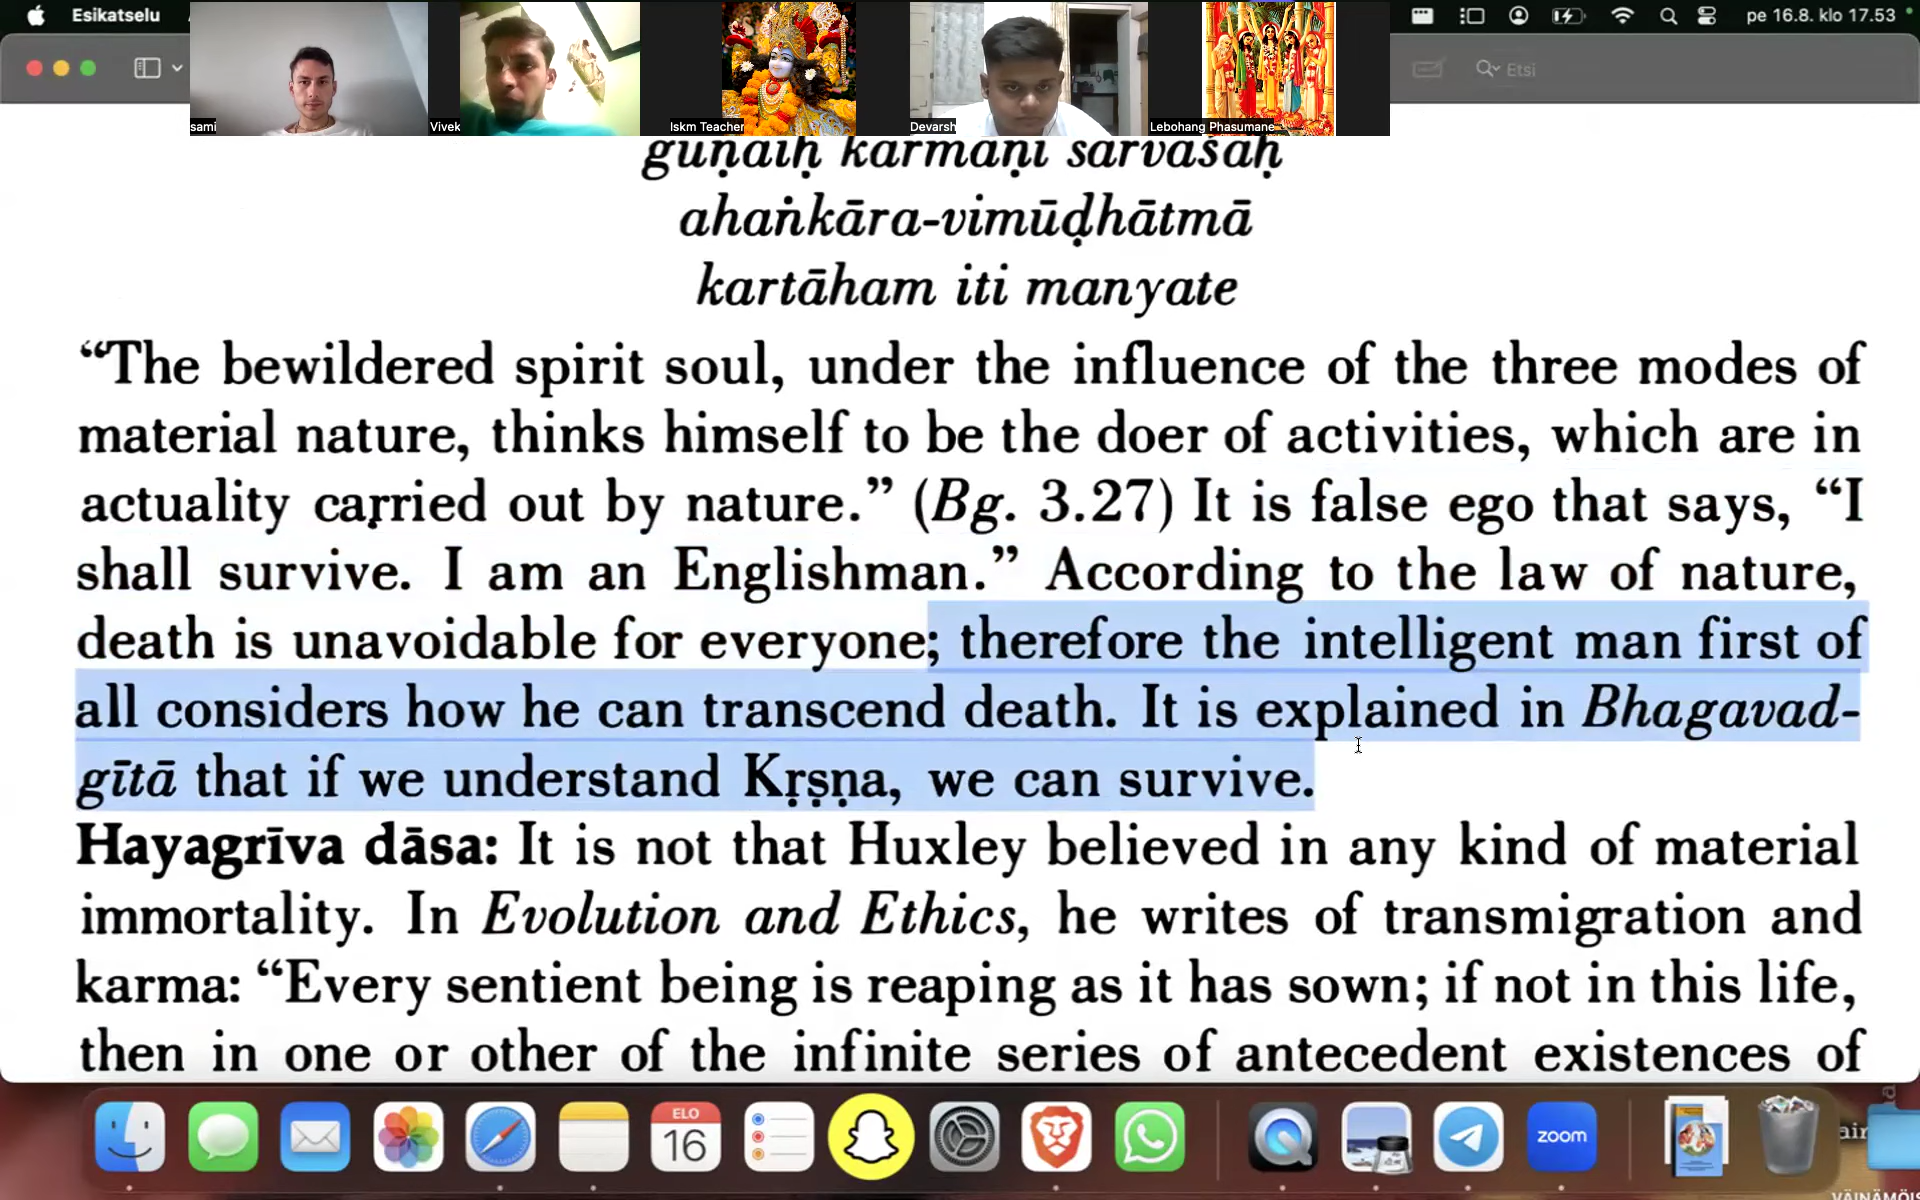 Esikatselu
pe 16.8. klo 17.53
Etsi
sami
Vivek
Iskm Teacher
Devarsh
Lebohang Phasumane
guṇaiḥ karmāṇi sarvaśaḥ
ahaṅkāra-vimūḍhātmā
kartāham iti manyate
“The bewildered spirit soul, under the influence of the three modes of
material nature, thinks himself to be the doer of activities, which are in
actuality carried out by nature.” (Bg. 3.27) It is false ego that says, “I
shall survive. I am an Englishman.” According to the law of nature,
death is unavoidable for everyone; therefore the intelligent man first of
all considers how he can transcend death. It is explained in Bhagavad-
gītā that if we understand Kṛṣṇa, we can survive.
Hayagrīva dāsa: It is not that Huxley believed in any kind of material
immortality. In Evolution and Ethics, he writes of transmigration and
karma: “Every sentient being is reaping as it has sown; if not in this life,
then in one or other of the infinite series of antecedent existences of
ELO
16
zoom